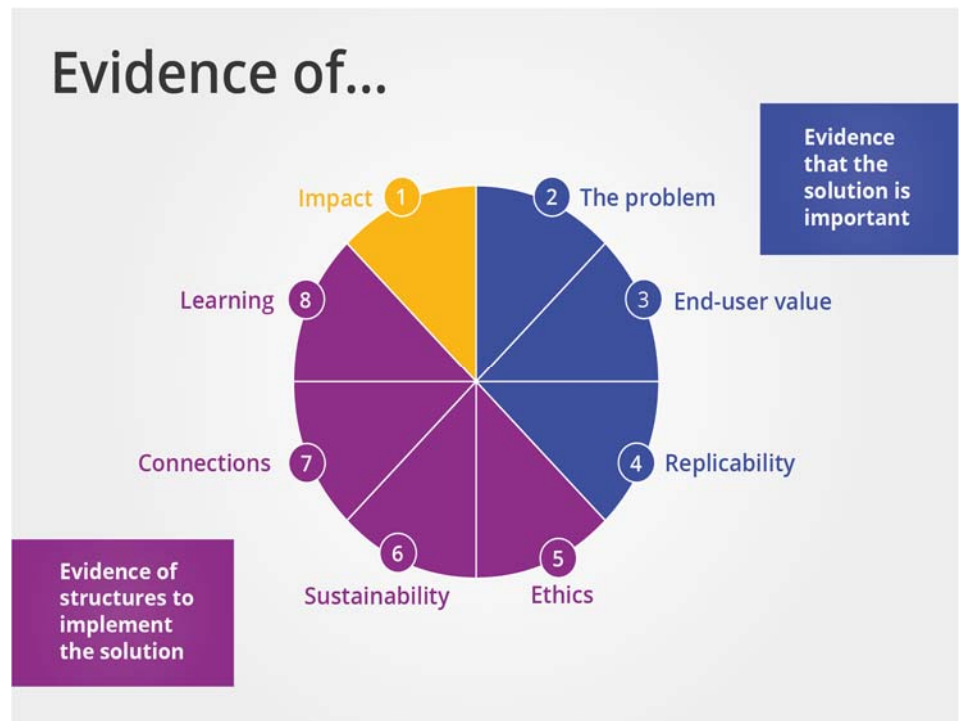 Evidence of...
Evidence
that the
solution is
important
Impact 1
2 The problem
Learning 8
3 End-user value
Connections 7
4 Replicability
6
Sustainability
5
Ethics
Evidence of
structures to
implement
the solution